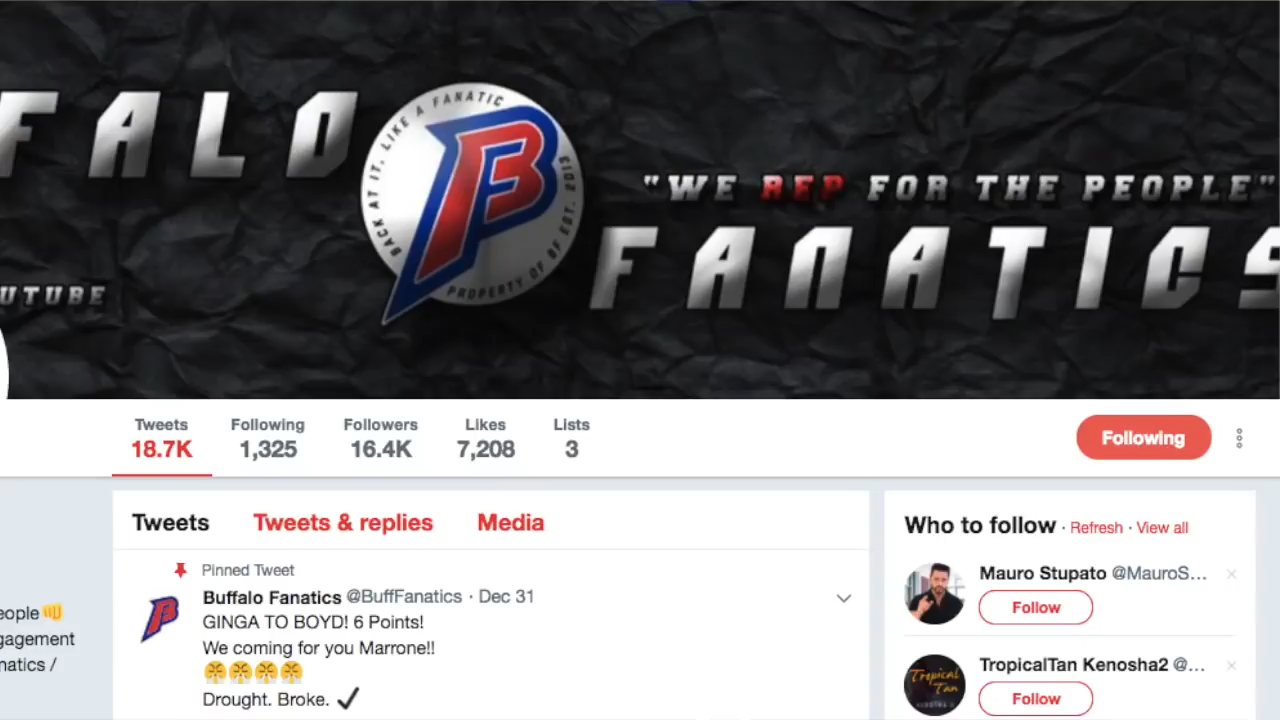 FALO
BACK AT IT, LIKE A FANATIC
PROPERTY OF BF EST. 2013
"WE REP FOR THE PEOPLE"
FANATICS
UTUBE
Tweets Following Followers Likes Lists
18.7K 1,325 16.4K 7,208 3
Following
Tweets Tweets & replies Media
Pinned Tweet
Buffalo Fanatics @BuffFanatics · Dec 31
GINGA TO BOYD! 6 Points!
We coming for you Marrone!!
😤😤😤😤
Drought. Broke. ✔
eople👊
gagement
natics /
Who to follow · Refresh · View all
Mauro Stupato @MauroS...
Follow
TropicalTan Kenosha2 @...
Tropical
Tan
Follow